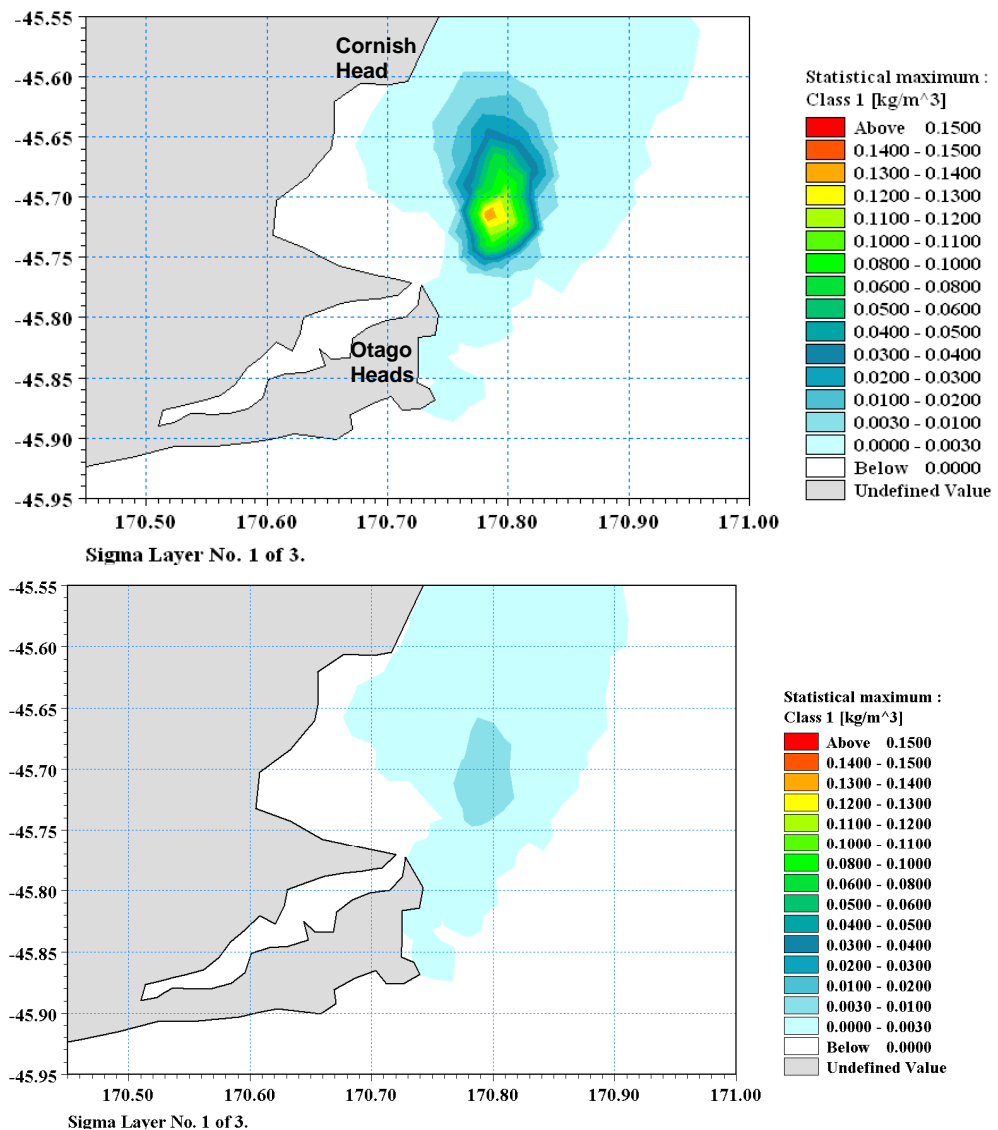 -45.55
-45.60
-45.65
-45.70
-45.75
-45.80
-45.85
-45.90
-45.95
Cornish
Head
Otago
Heads
170.50 170.60 170.70 170.80 170.90 171.00
Sigma Layer No. 1 of 3.
Statistical maximum :
Class 1 [kg/m^3]
Above 0.1500
0.1400 - 0.1500
0.1300 - 0.1400
0.1200 - 0.1300
0.1100 - 0.1200
0.1000 - 0.1100
0.0800 - 0.1000
0.0600 - 0.0800
0.0500 - 0.0600
0.0400 - 0.0500
0.0300 - 0.0400
0.0200 - 0.0300
0.0100 - 0.0200
0.0030 - 0.0100
0.0000 - 0.0030
Below 0.0000
Undefined Value
-45.55
-45.60
-45.65
-45.70
-45.75
-45.80
-45.85
-45.90
-45.95
170.50 170.60 170.70 170.80 170.90 171.00
Sigma Layer No. 1 of 3.
Statistical maximum :
Class 1 [kg/m^3]
Above 0.1500
0.1400 - 0.1500
0.1300 - 0.1400
0.1200 - 0.1300
0.1100 - 0.1200
0.1000 - 0.1100
0.0800 - 0.1000
0.0600 - 0.0800
0.0500 - 0.0600
0.0400 - 0.0500
0.0300 - 0.0400
0.0200 - 0.0300
0.0100 - 0.0200
0.0030 - 0.0100
0.0000 - 0.0030
Below 0.0000
Undefined Value